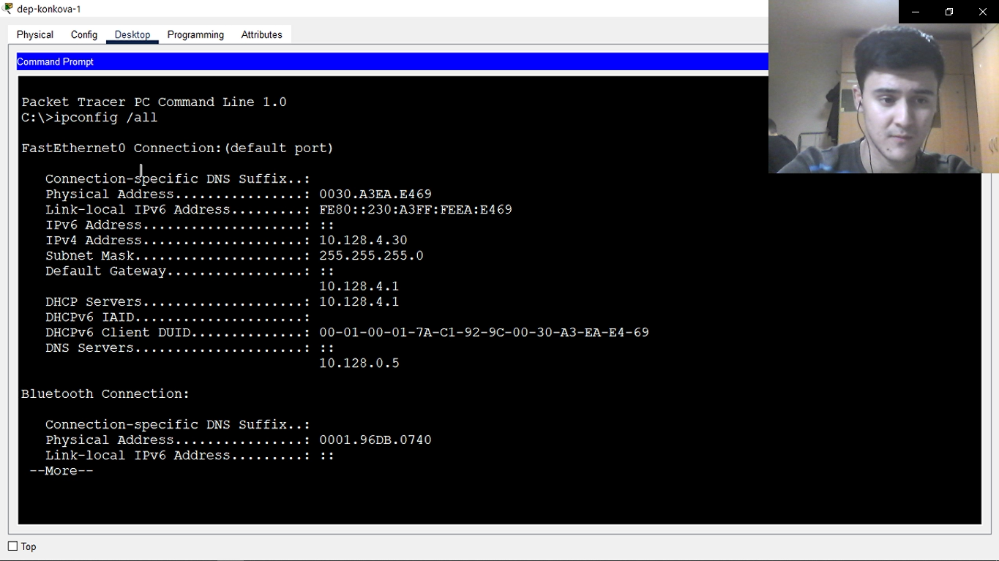 dep-konkova-1
Physical Config Desktop Programming Attributes
Command Prompt
Packet Tracer PC Command Line 1.0
C:\>ipconfig /all
FastEthernet0 Connection:(default port)
Connection-specific DNS Suffix..:
Physical Address................: 0030.A3EA.E469
Link-local IPv6 Address.........: FE80::230:A3FF:FEEA:E469
IPv6 Address....................: ::
IPv4 Address....................: 10.128.4.30
Subnet Mask.....................: 255.255.255.0
Default Gateway.................: ::
10.128.4.1
DHCP Servers....................: 10.128.4.1
DHCPv6 IAID.....................:
DHCPv6 Client DUID..............: 00-01-00-01-7A-C1-92-9C-00-30-A3-EA-E4-69
DNS Servers.....................: ::
10.128.0.5
Bluetooth Connection:
Connection-specific DNS Suffix..:
Physical Address................: 0001.96DB.0740
Link-local IPv6 Address.........: ::
--More--
Top